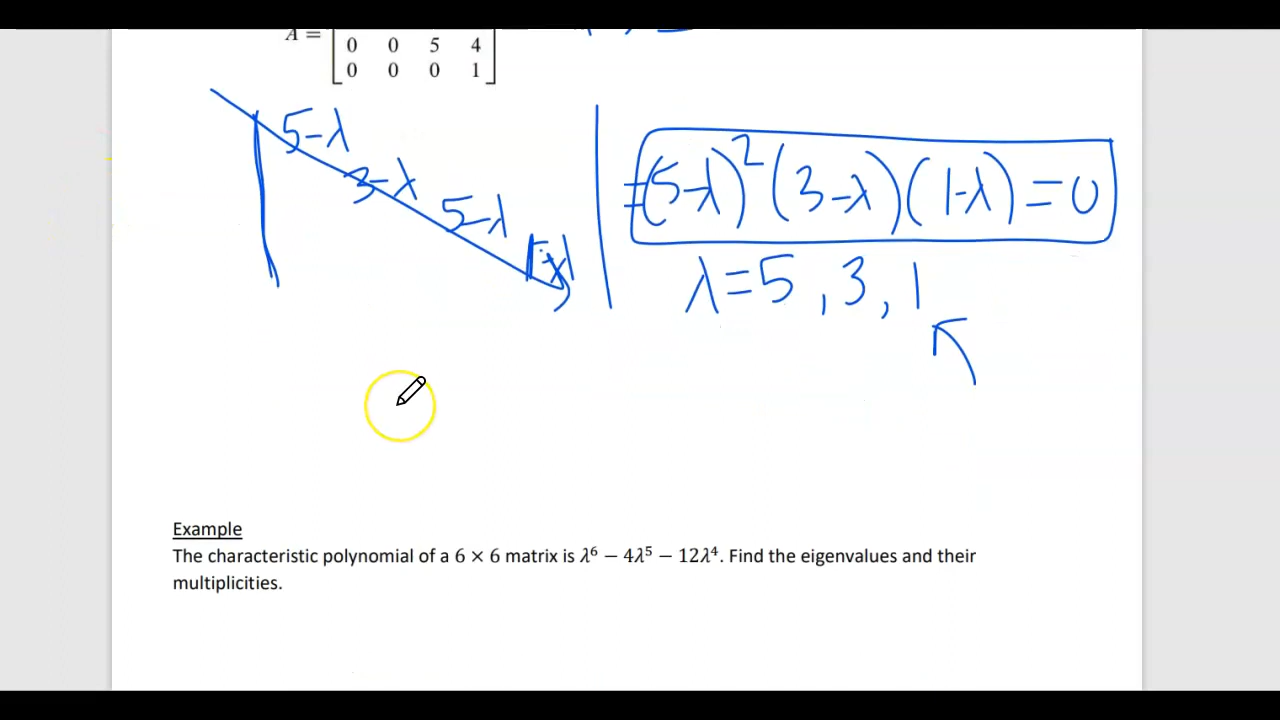 A =
0 0 5 4
0 0 0 1
5-λ
3-λ
5-λ
1-λ
=(5-λ)²(3-λ)(1-λ)=0
λ=5,3,1
Example
The characteristic polynomial of a 6 × 6 matrix is λ⁶ − 4λ⁵ − 12λ⁴. Find the eigenvalues and their
multiplicities.